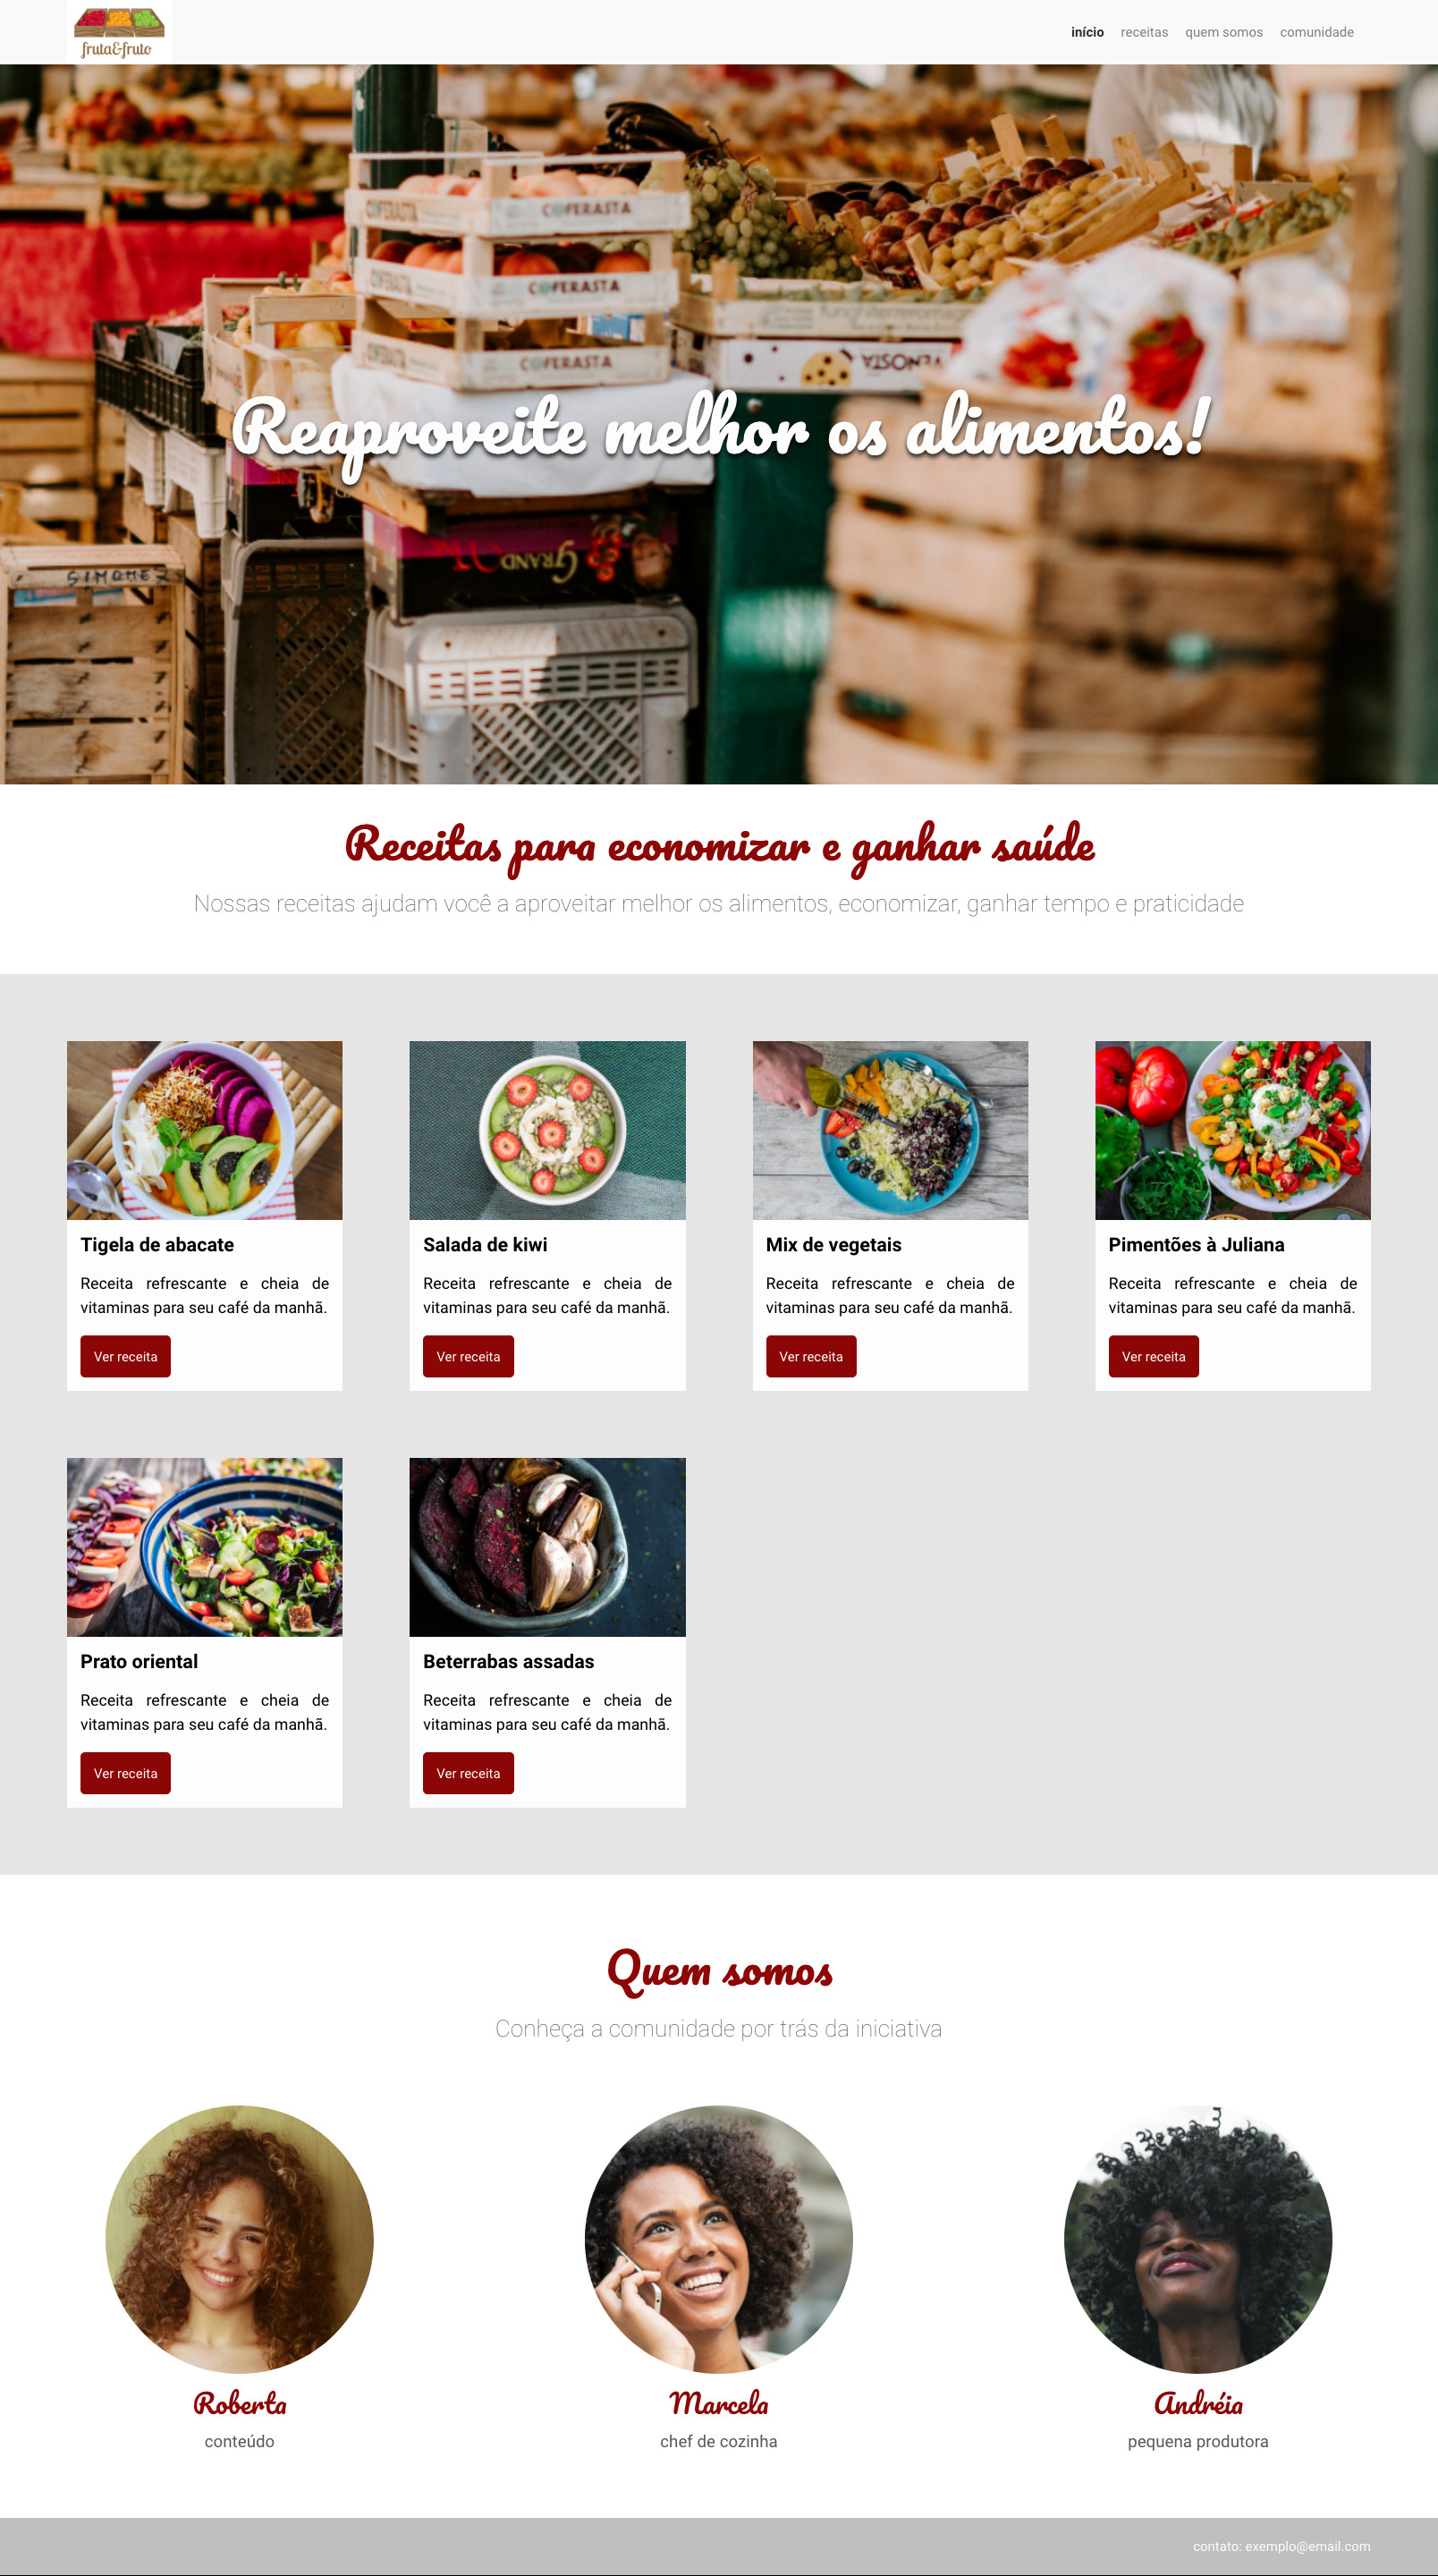 fruta&fruto
início receitas quem somos comunidade
COFERASTA COFERASTA
COFERASTA
COFERASTA
VENOSTA
Reaproveite melhor os alimentos!
GRAND
SIMONEZ
Receitas para economizar e ganhar saúde
Nossas receitas ajudam você a aproveitar melhor os alimentos, economizar, ganhar tempo e praticidade
Tigela de abacate
Receita refrescante e cheia de
vitaminas para seu café da manhã.
Ver receita
Salada de kiwi
Receita refrescante e cheia de
vitaminas para seu café da manhã.
Ver receita
Mix de vegetais
Receita refrescante e cheia de
vitaminas para seu café da manhã.
Ver receita
Pimentões à Juliana
Receita refrescante e cheia de
vitaminas para seu café da manhã.
Ver receita
Prato oriental
Receita refrescante e cheia de
vitaminas para seu café da manhã.
Ver receita
Beterrabas assadas
Receita refrescante e cheia de
vitaminas para seu café da manhã.
Ver receita
Quem somos
Conheça a comunidade por trás da iniciativa
Roberta
conteúdo
Marcela
chef de cozinha
Andréia
pequena produtora
contato: exemplo@email.com